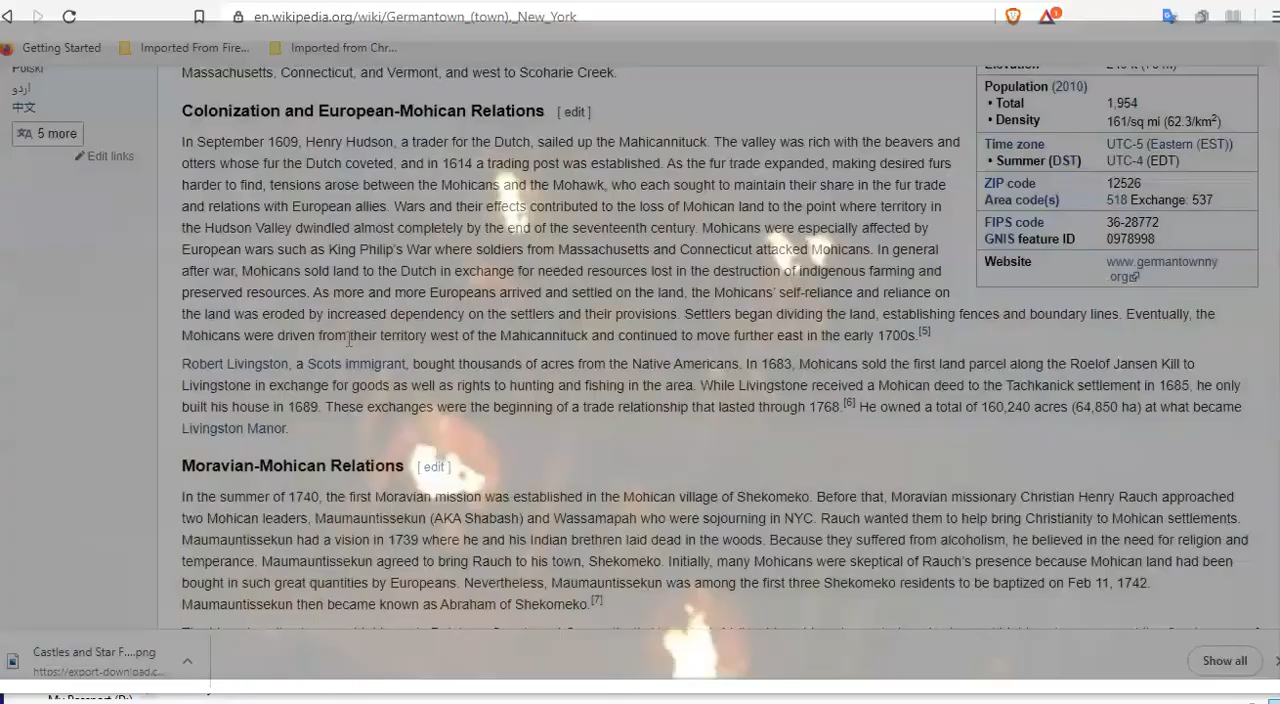 en.wikipedia.org/wiki/Germantown_(town),_New_York
1
Getting Started
Imported From Fire...
Imported from Chr...
Polski
اردو
中文
5 more
Edit links
Massachusetts, Connecticut, and Vermont, and west to Scoharie Creek.
Colonization and European-Mohican Relations [ edit ]
In September 1609, Henry Hudson, a trader for the Dutch, sailed up the Mahicannituck. The valley was rich with the beavers and
otters whose fur the Dutch coveted, and in 1614 a trading post was established. As the fur trade expanded, making desired furs
harder to find, tensions arose between the Mohicans and the Mohawk, who each sought to maintain their share in the fur trade
and relations with European allies. Wars and their effects contributed to the loss of Mohican land to the point where territory in
the Hudson Valley dwindled almost completely by the end of the seventeenth century. Mohicans were especially affected by
European wars such as King Philip's War where soldiers from Massachusetts and Connecticut attacked Mohicans. In general
after war, Mohicans sold land to the Dutch in exchange for needed resources lost in the destruction of indigenous farming and
preserved resources. As more and more Europeans arrived and settled on the land, the Mohicans' self-reliance and reliance on
the land was eroded by increased dependency on the settlers and their provisions. Settlers began dividing the land, establishing fences and boundary lines. Eventually, the
Mohicans were driven from their territory west of the Mahicannituck and continued to move further east in the early 1700s.[5]
Robert Livingston, a Scots immigrant, bought thousands of acres from the Native Americans. In 1683, Mohicans sold the first land parcel along the Roelof Jansen Kill to
Livingstone in exchange for goods as well as rights to hunting and fishing in the area. While Livingstone received a Mohican deed to the Tachkanick settlement in 1685, he only
built his house in 1689. These exchanges were the beginning of a trade relationship that lasted through 1768.[6] He owned a total of 160,240 acres (64,850 ha) at what became
Livingston Manor.
Moravian-Mohican Relations [ edit ]
In the summer of 1740, the first Moravian mission was established in the Mohican village of Shekomeko. Before that, Moravian missionary Christian Henry Rauch approached
two Mohican leaders, Maumauntissekun (AKA Shabash) and Wassamapah who were sojourning in NYC. Rauch wanted them to help bring Christianity to Mohican settlements.
Maumauntissekun had a vision in 1739 where he and his Indian brethren laid dead in the woods. Because they suffered from alcoholism, he believed in the need for religion and
temperance. Maumauntissekun agreed to bring Rauch to his town, Shekomeko. Initially, many Mohicans were skeptical of Rauch's presence because Mohican land had been
bought in such great quantities by Europeans. Nevertheless, Maumauntissekun was among the first three Shekomeko residents to be baptized on Feb 11, 1742.
Maumauntissekun then became known as Abraham of Shekomeko.[7]
Population (2010)
• Total 1,954
• Density 161/sq mi (62.3/km2)
Time zone UTC-5 (Eastern (EST))
• Summer (DST) UTC-4 (EDT)
ZIP code 12526
Area code(s) 518 Exchange: 537
FIPS code 36-28772
GNIS feature ID 0978998
Website www.germantownny
.org
Castles and Star F....png
https://export-download.c...
Show all